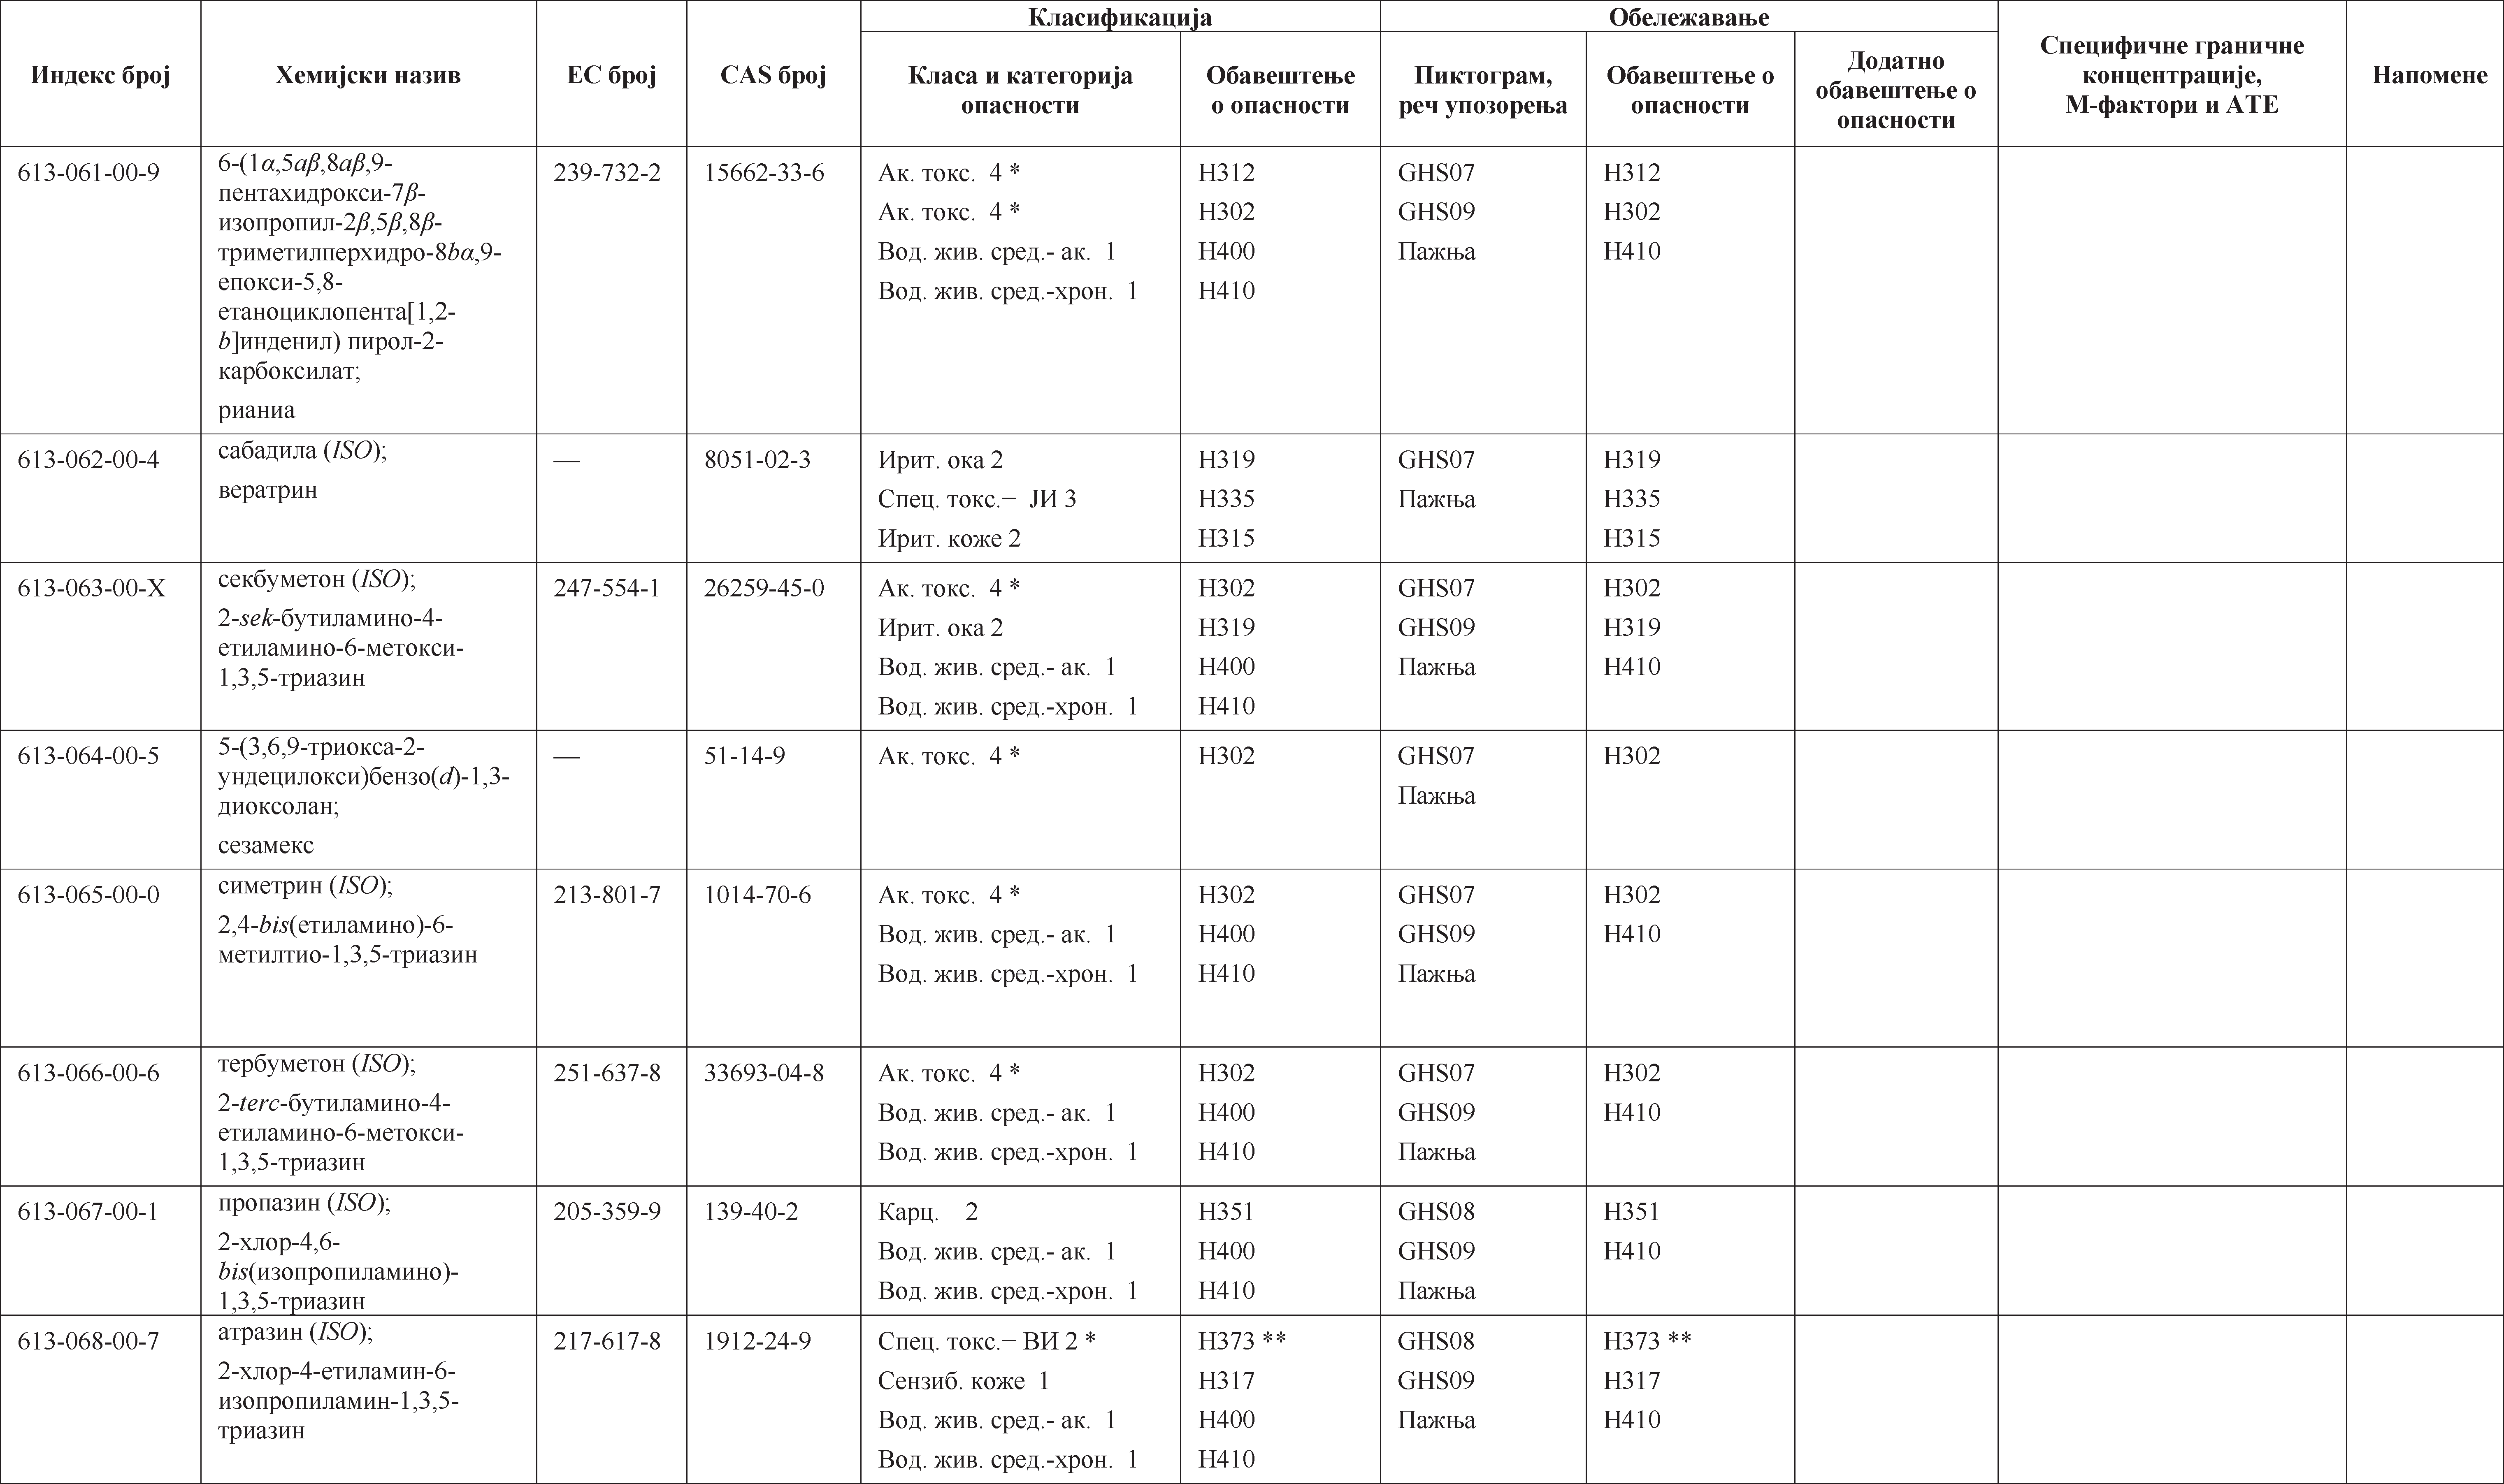 Индекс број
Хемијски назив
ЕС број
CAS број
Класификација
Класа и категорија
опасности
Обавештење
о опасности
Обележавање
Пиктограм,
реч упозорења
Обавештење о
опасности
Додатно
обавештење о
опасности
Специфичне граничне
концентрације,
М-фактори и АТЕ
Напомене
613-061-00-9
6-(1α,5aβ,8aβ,9-
пентахидрокси-7β-
изопропил-2β,5β,8β-
триметилперхидро-8bα,9-
епокси-5,8-
етаноциклопента[1,2-
b]инденил) пирол-2-
карбоксилат;
рианиа
239-732-2
15662-33-6
Ак. токс. 4 *
Ак. токс. 4 *
Вод. жив. сред.- ак. 1
Вод. жив. сред.-хрон. 1
H312
H302
H400
H410
GHS07
GHS09
Пажња
H312
H302
H410
613-062-00-4
сабадила (ISO);
вератрин
—
8051-02-3
Ирит. ока 2
Спец. токс.− ЈИ 3
Ирит. коже 2
H319
H335
H315
GHS07
Пажња
H319
H335
H315
613-063-00-X
секбуметон (ISO);
2-sek-бутиламино-4-
етиламино-6-метокси-
1,3,5-триазин
247-554-1
26259-45-0
Ак. токс. 4 *
Ирит. ока 2
Вод. жив. сред.- ак. 1
Вод. жив. сред.-хрон. 1
H302
H319
H400
H410
GHS07
GHS09
Пажња
H302
H319
H410
613-064-00-5
5-(3,6,9-триокса-2-
ундецилокси)бензо(d)-1,3-
диоксолан;
сезамекс
—
51-14-9
Ак. токс. 4 *
H302
GHS07
Пажња
H302
613-065-00-0
симетрин (ISO);
2,4-bis(етиламино)-6-
метилтио-1,3,5-триазин
213-801-7
1014-70-6
Ак. токс. 4 *
Вод. жив. сред.- ак. 1
Вод. жив. сред.-хрон. 1
H302
H400
H410
GHS07
GHS09
Пажња
H302
H410
613-066-00-6
тербуметон (ISO);
2-terc-бутиламино-4-
етиламино-6-метокси-
1,3,5-триазин
251-637-8
33693-04-8
Ак. токс. 4 *
Вод. жив. сред.- ак. 1
Вод. жив. сред.-хрон. 1
H302
H400
H410
GHS07
GHS09
Пажња
H302
H410
613-067-00-1
пропазин (ISO);
2-хлор-4,6-
bis(изопропиламино)-
1,3,5-триазин
205-359-9
139-40-2
Карц. 2
Вод. жив. сред.- ак. 1
Вод. жив. сред.-хрон. 1
H351
H400
H410
GHS08
GHS09
Пажња
H351
H410
613-068-00-7
атразин (ISO);
2-хлор-4-етиламин-6-
изопропиламин-1,3,5-
триазин
217-617-8
1912-24-9
Спец. токс.− ВИ 2 *
Сензиб. коже 1
Вод. жив. сред.- ак. 1
Вод. жив. сред.-хрон. 1
H373 **
H317
H400
H410
GHS08
GHS09
Пажња
H373 **
H317
H410